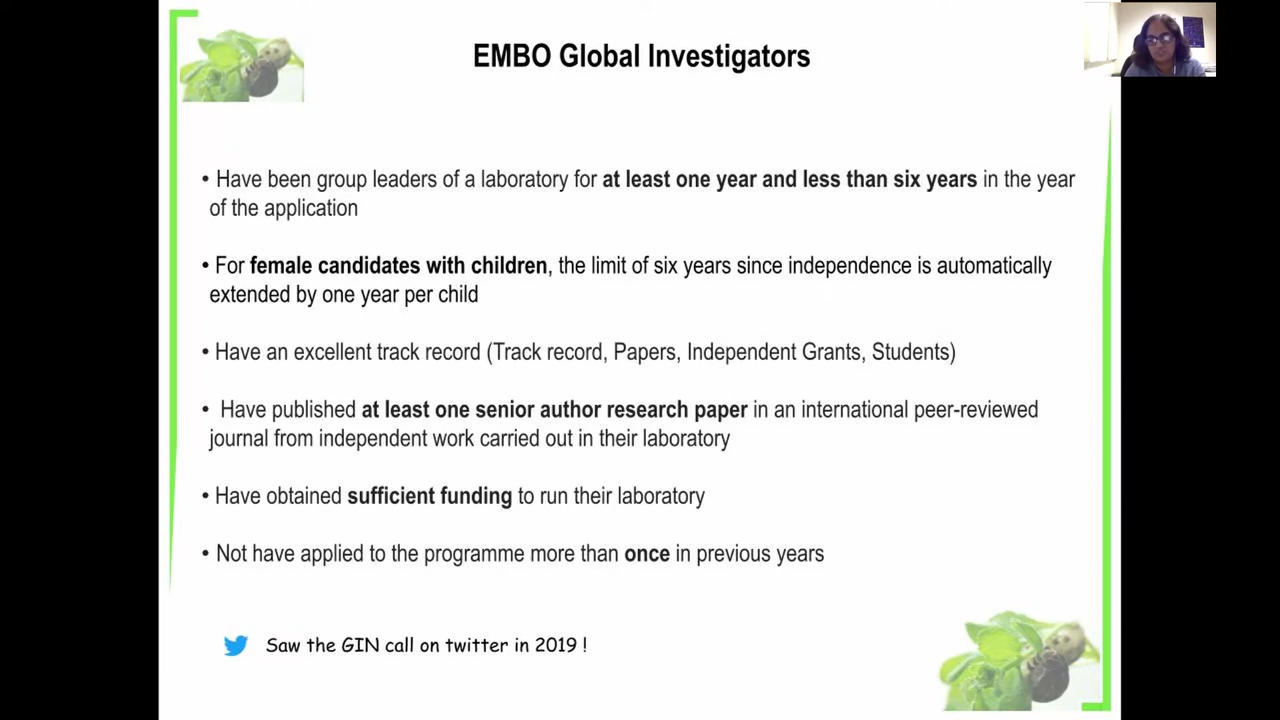 EMBO Global Investigators
• Have been group leaders of a laboratory for at least one year and less than six years in the year
of the application
• For female candidates with children, the limit of six years since independence is automatically
extended by one year per child
• Have an excellent track record (Track record, Papers, Independent Grants, Students)
• Have published at least one senior author research paper in an international peer-reviewed
journal from independent work carried out in their laboratory
• Have obtained sufficient funding to run their laboratory
• Not have applied to the programme more than once in previous years
Saw the GIN call on twitter in 2019 !